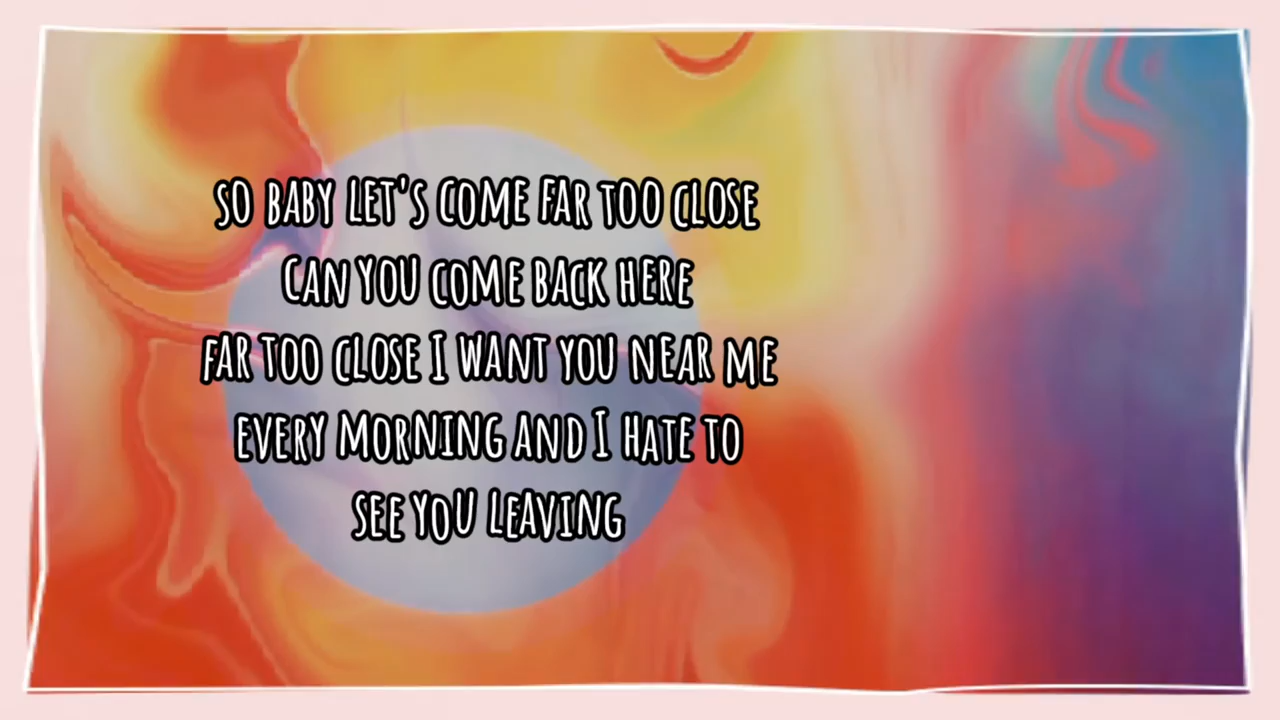 SO BABY LET'S COME FAR TOO CLOSE
CAN YOU COME BACK HERE
FAR TOO CLOSE I WANT YOU NEAR ME
EVERY MORNING AND I HATE TO
SEE YOU LEAVING